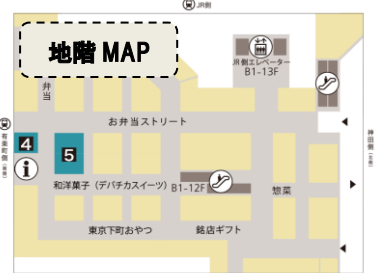 JR側
地階 MAP
JR側エレベーター
B1-13F
弁当
お弁当ストリート
有楽町側
神田側
4
5
i
和洋菓子（デパチカスイーツ）
B1-12F
惣菜
東京下町おやつ
銘店ギフト